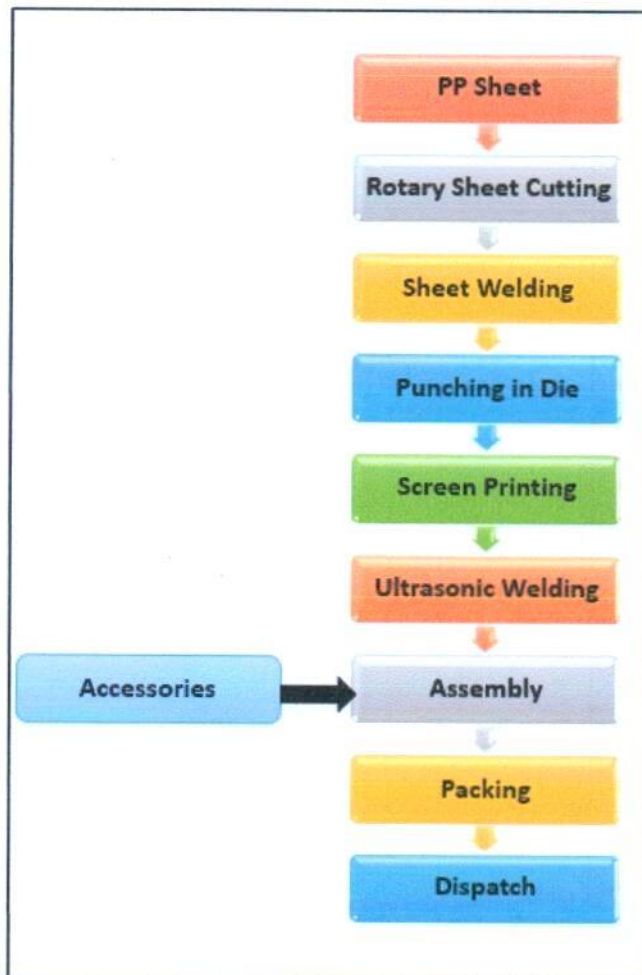 PP Sheet
Rotary Sheet Cutting
Sheet Welding
Punching in Die
Screen Printing
Ultrasonic Welding
Accessories
Assembly
Packing
Dispatch